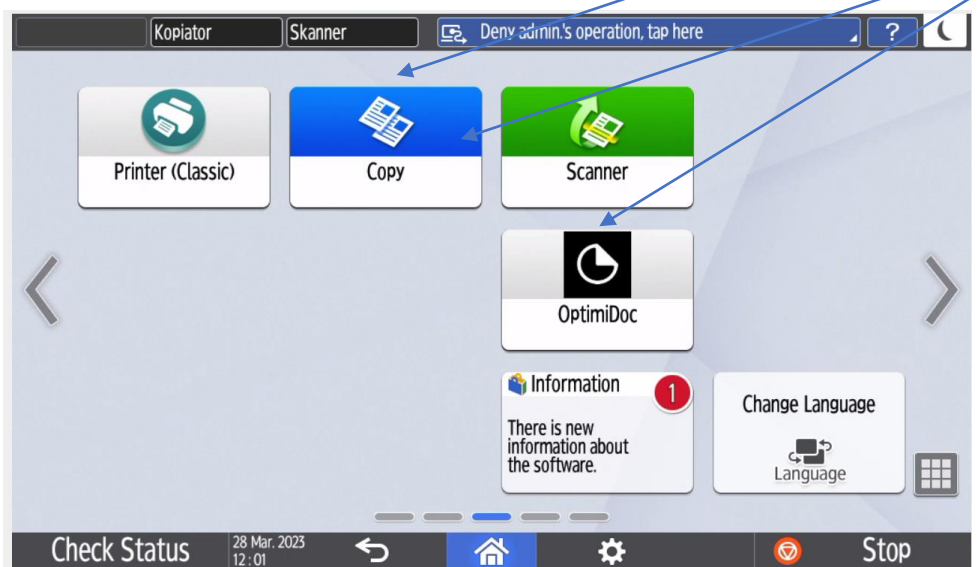 Kopiator
Skanner
Deny admin.'s operation, tap here
?
Printer (Classic)
Copy
Scanner
OptimiDoc
Information
1
There is new
information about
the software.
Change Language
Language
Check Status
28 Mar. 2023
12:01
Stop